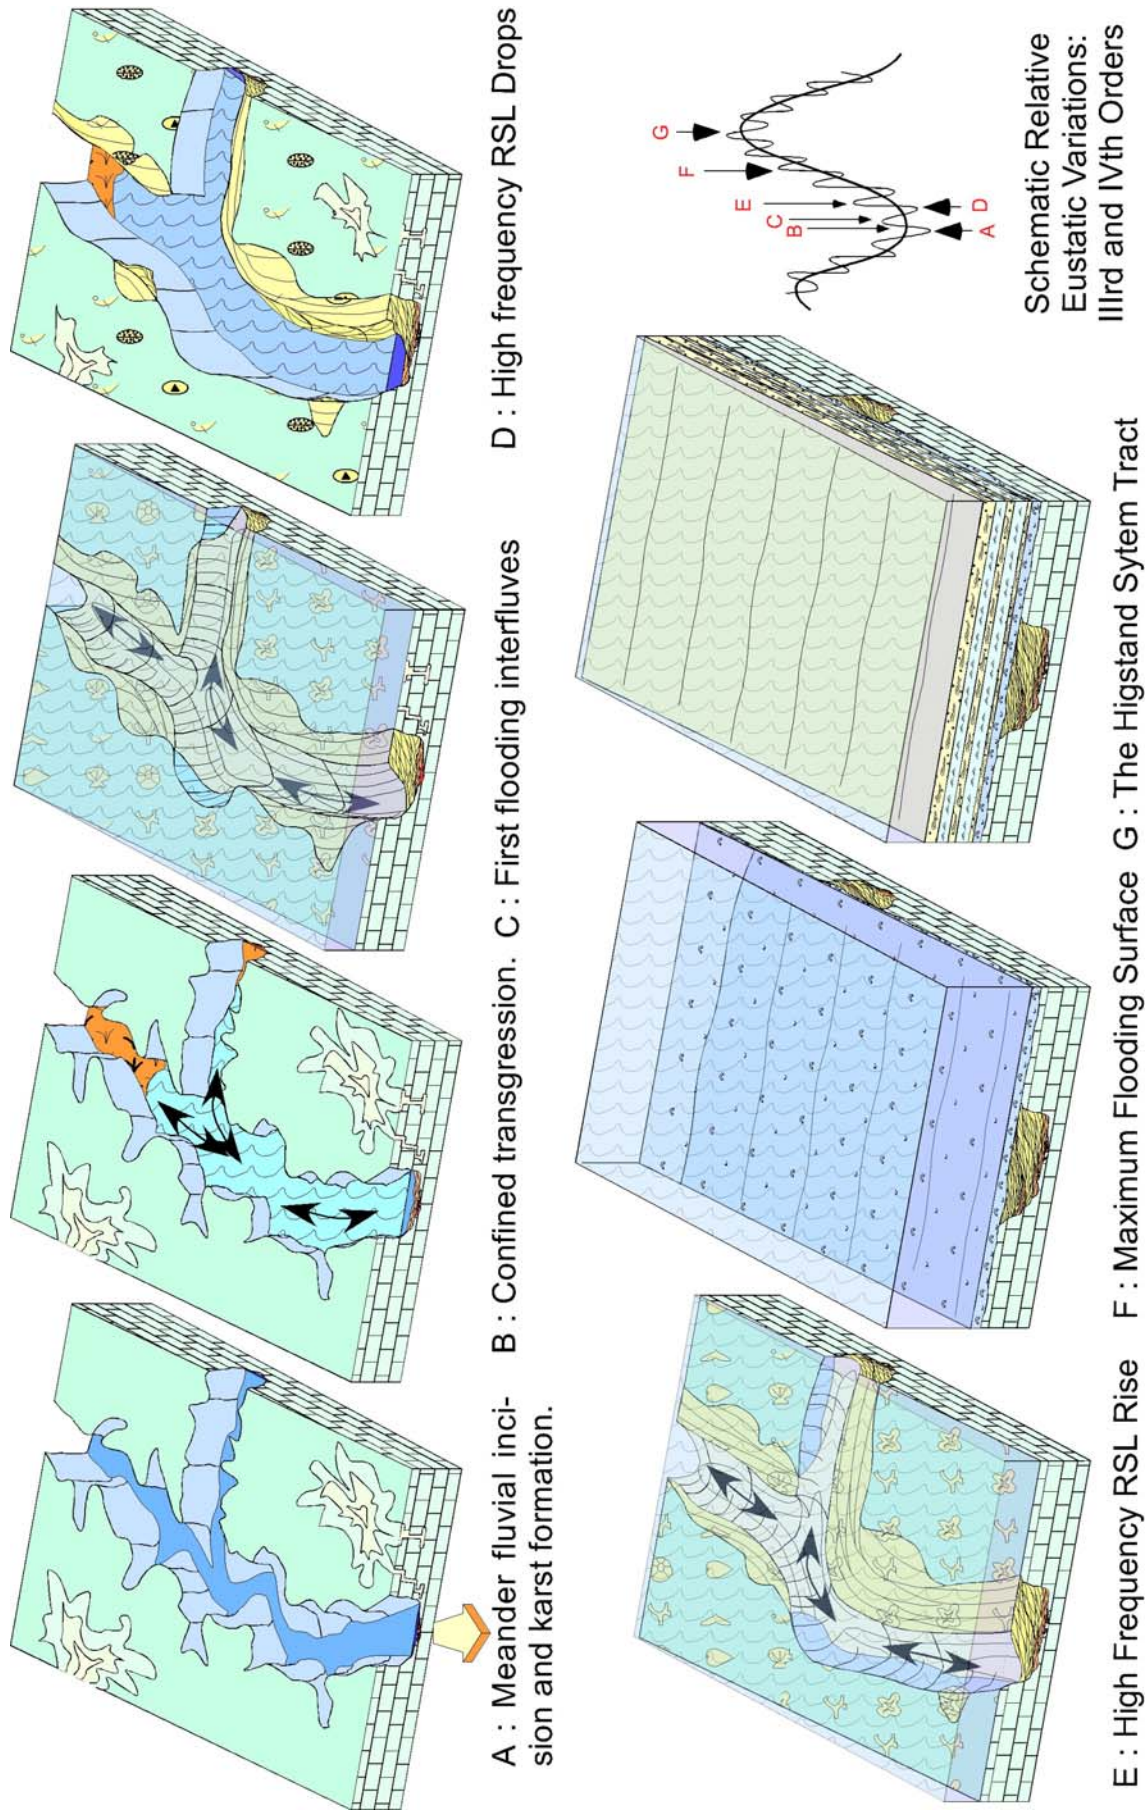 A : Meander fluvial inci-
sion and karst formation.
B : Confined transgression.
C : First flooding interfluves
D : High frequency RSL Drops
E : High Frequency RSL Rise
F : Maximum Flooding Surface
G : The Higstand Sytem Tract
G
F
E
C
B
D
A
Schematic Relative
Eustatic Variations:
IIIrd and IVth Orders